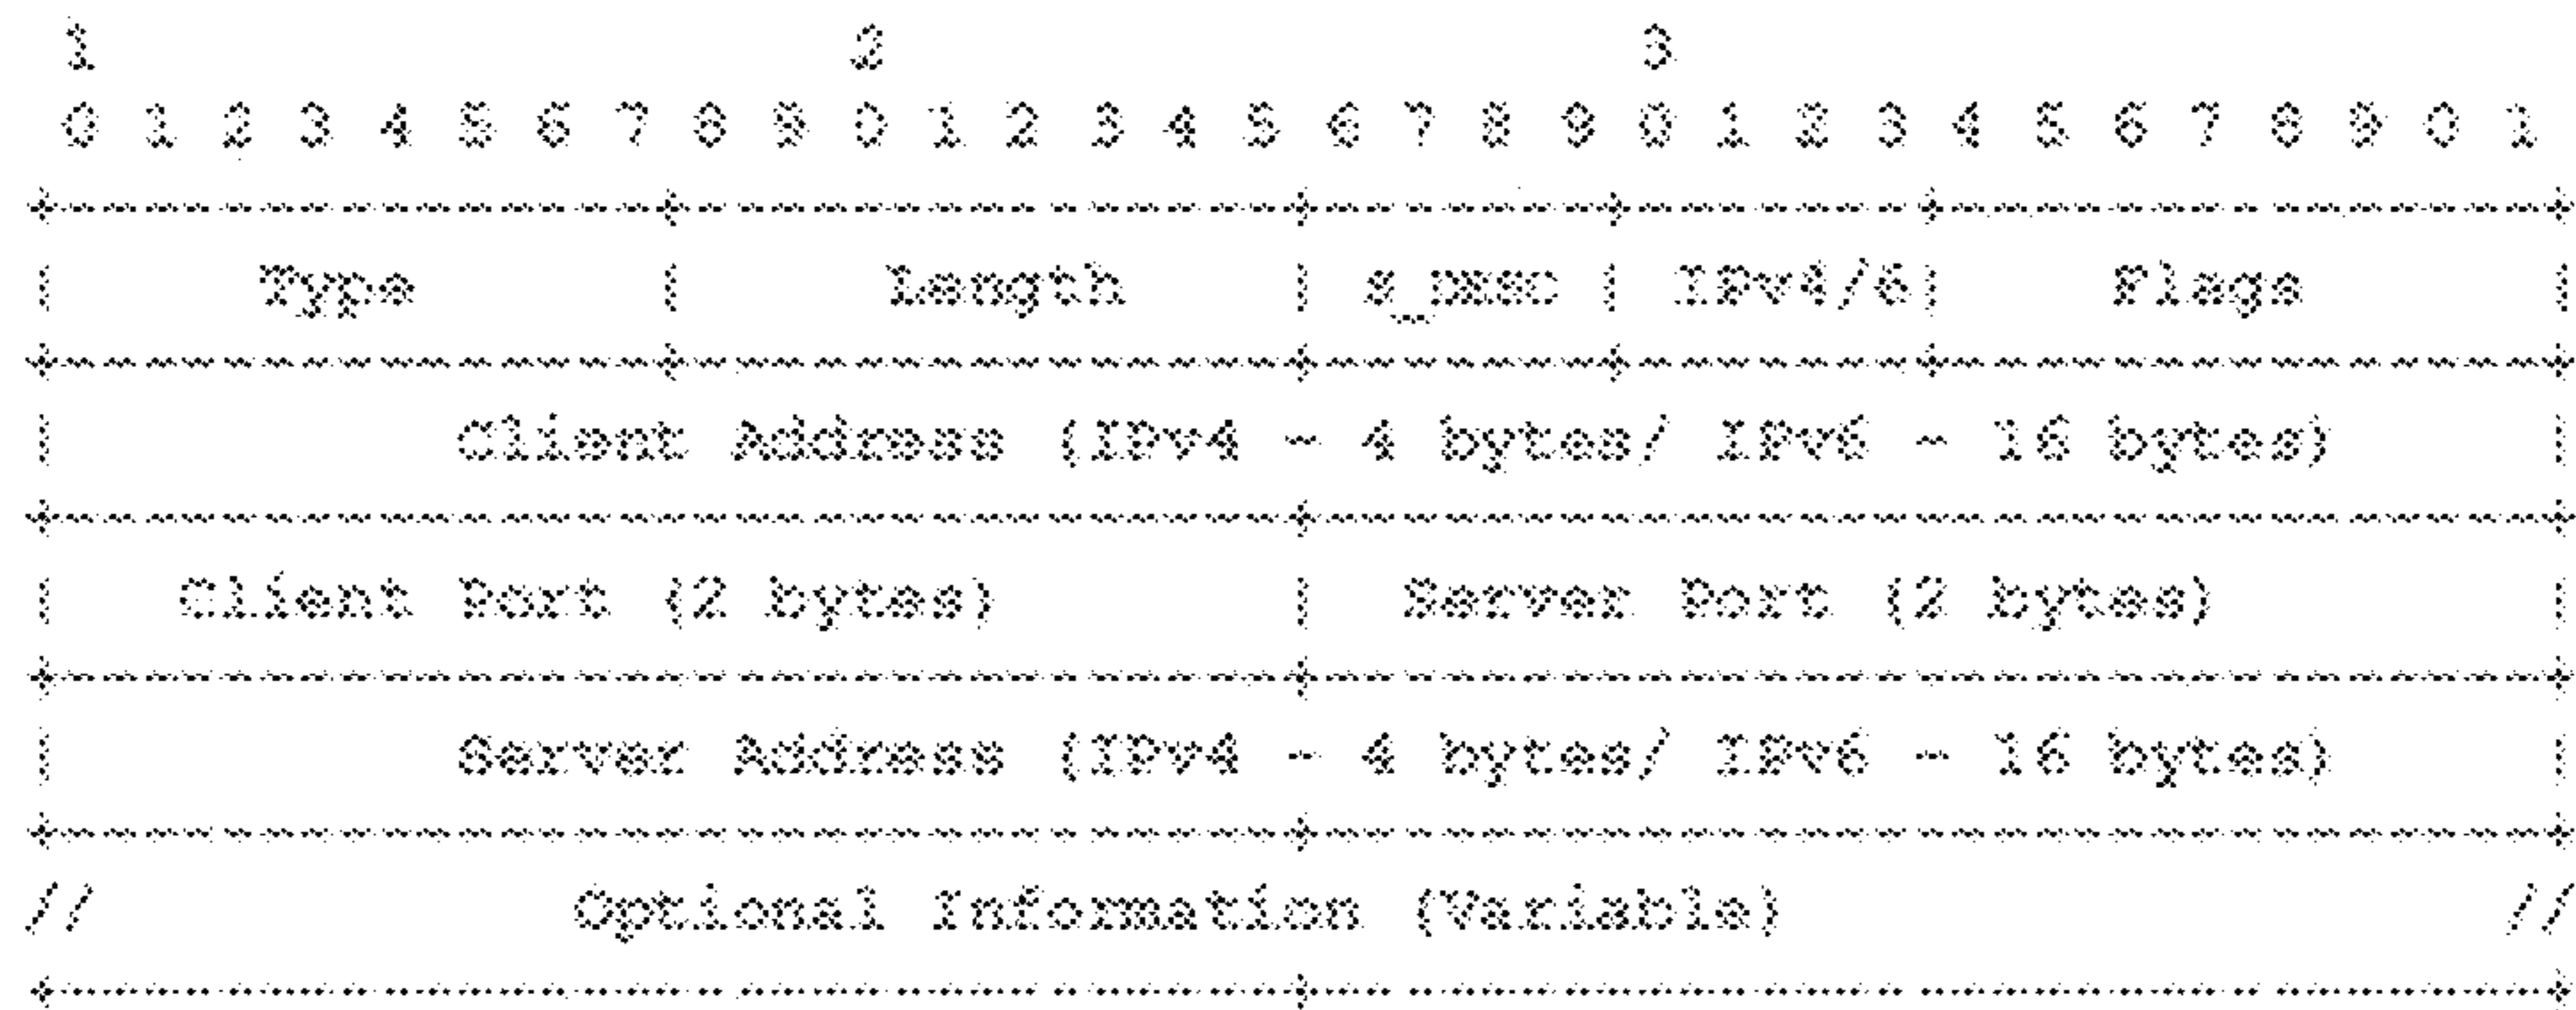 1 2 3
0 1 2 3 4 5 6 7 8 9 0 1 2 3 4 5 6 7 8 9 0 1 2 3 4 5 6 7 8 9 0 1
| Type | Length | | IPv4/6| Flags |
| Client Address (IPv4 - 4 bytes/ IPv6 - 16 bytes) |
| Client Port (2 bytes) | Server Port (2 bytes) |
| Server Address (IPv4 - 4 bytes/ IPv6 - 16 bytes) |
// Optional Information (Variable) //